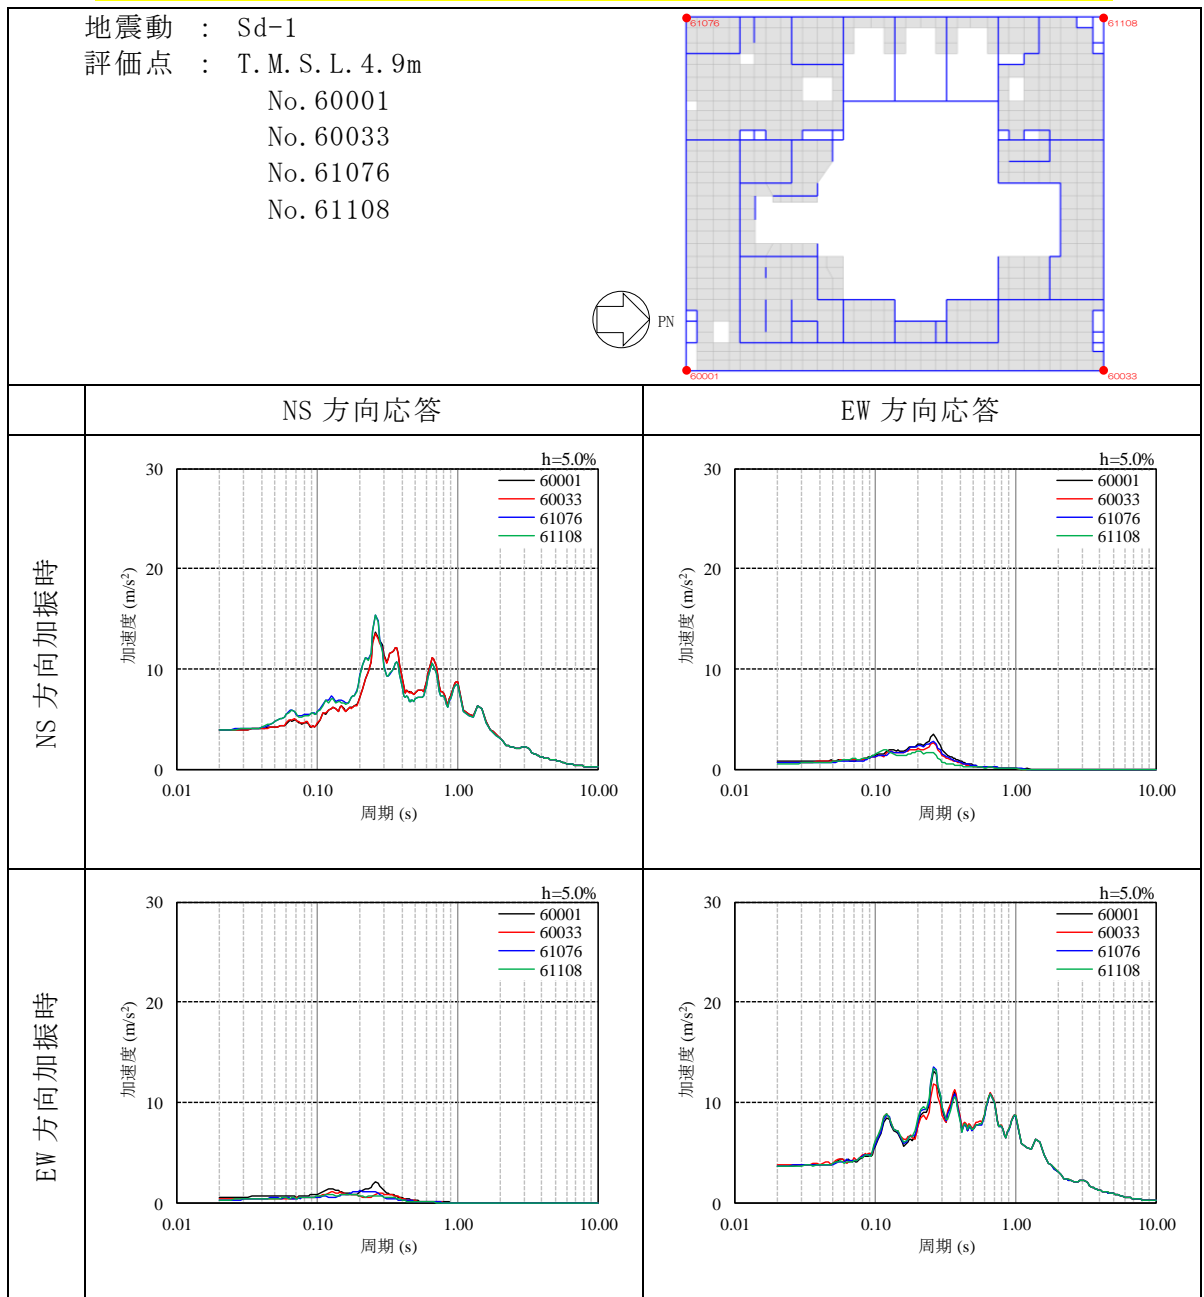 地震動 : Sd-1
評価点 : T.M.S.L.4.9m
No.60001
No.60033
No.61076
No.61108
61076
61108
PN
60001
60033
NS 方向応答
EW 方向応答
NS 方向加振時
h=5.0%
60001
60033
61076
61108
30
20
10
0
加速度 (m/s²)
0.01
0.10
1.00
10.00
周期 (s)
h=5.0%
60001
60033
61076
61108
30
20
10
0
加速度 (m/s²)
0.01
0.10
1.00
10.00
周期 (s)
EW 方向加振時
h=5.0%
60001
60033
61076
61108
30
20
10
0
加速度 (m/s²)
0.01
0.10
1.00
10.00
周期 (s)
h=5.0%
60001
60033
61076
61108
30
20
10
0
加速度 (m/s²)
0.01
0.10
1.00
10.00
周期 (s)